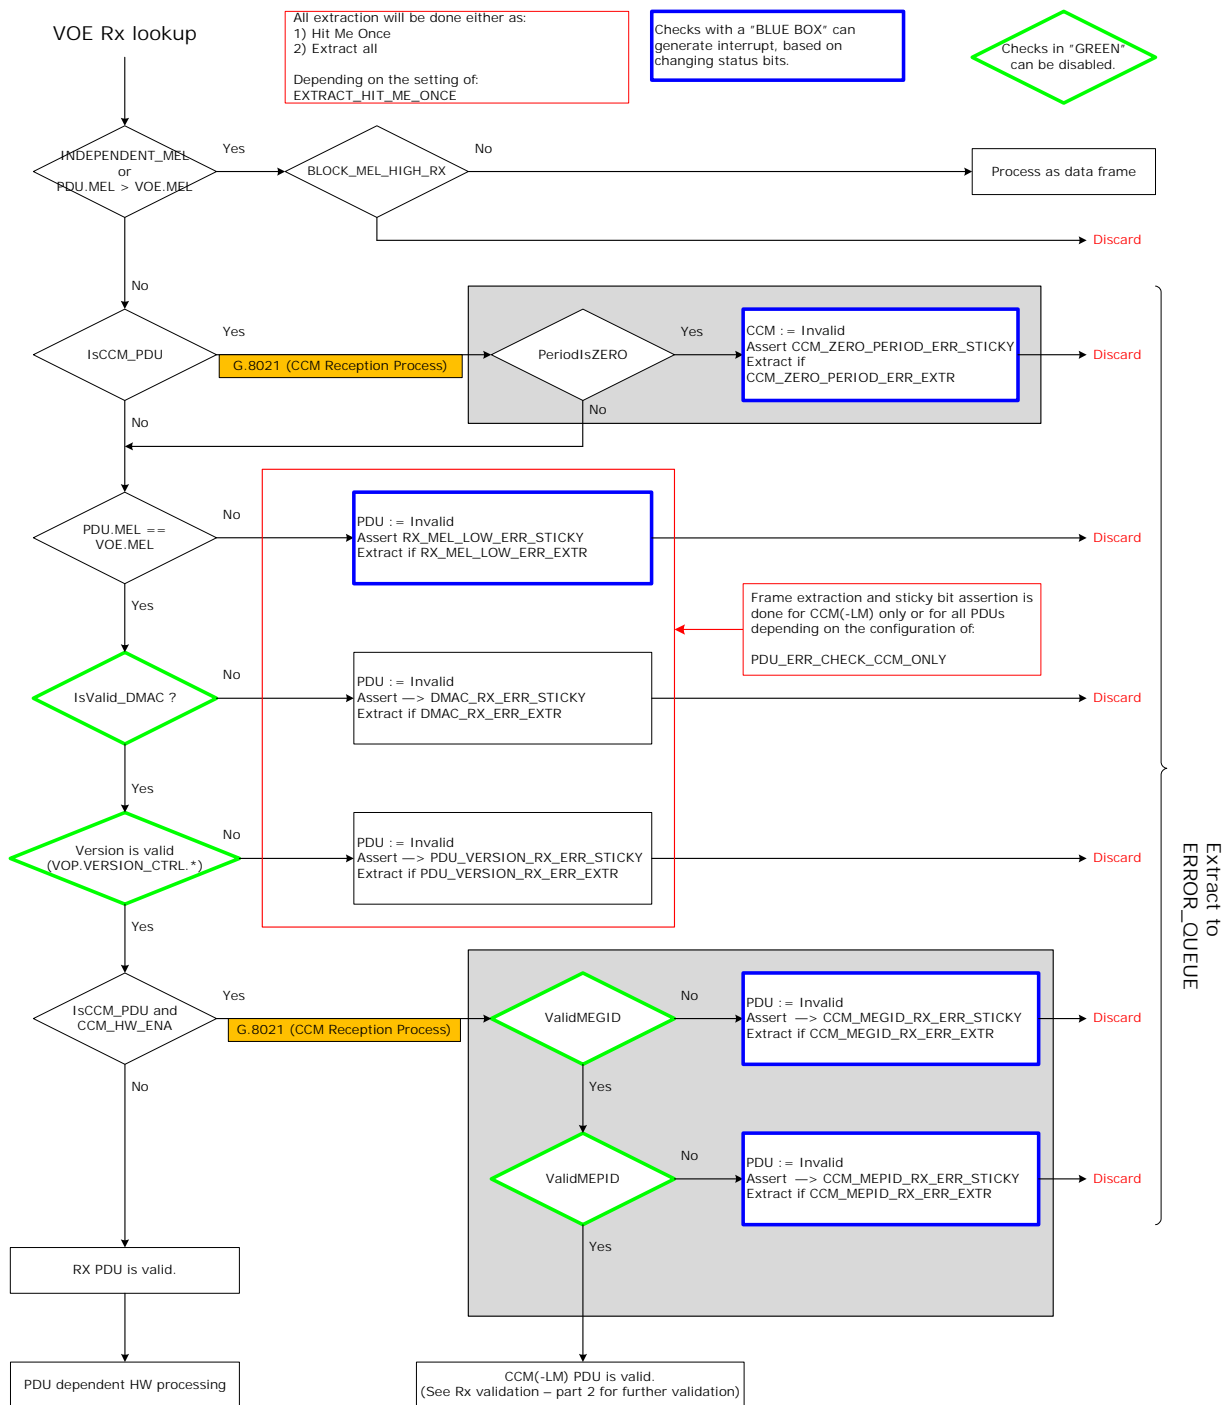 VOE Rx lookup
All extraction will be done either as:
1) Hit Me Once
2) Extract all
Depending on the setting of:
EXTRACT_HIT_ME_ONCE
Checks with a “BLUE BOX” can
generate interrupt, based on
changing status bits.
Checks in “GREEN”
can be disabled.
INDEPENDENT_MEL
or
PDU.MEL > VOE.MEL
Yes
BLOCK_MEL_HIGH_RX
No
Process as data frame
Discard
No
IsCCM_PDU
Yes
G.8021 (CCM Reception Process)
PeriodIsZERO
Yes
CCM := Invalid
Assert CCM_ZERO_PERIOD_ERR_STICKY
Extract if
CCM_ZERO_PERIOD_ERR_EXTR
Discard
No
No
PDU.MEL ==
VOE.MEL
No
PDU := Invalid
Assert RX_MEL_LOW_ERR_STICKY
Extract if RX_MEL_LOW_ERR_EXTR
Discard
Yes
Frame extraction and sticky bit assertion is
done for CCM(-LM) only or for all PDUs
depending on the configuration of:
PDU_ERR_CHECK_CCM_ONLY
IsValid_DMAC ?
No
PDU := Invalid
Assert —> DMAC_RX_ERR_STICKY
Extract if DMAC_RX_ERR_EXTR
Discard
Yes
Version is valid
(VOP.VERSION_CTRL.*)
No
PDU := Invalid
Assert —> PDU_VERSION_RX_ERR_STICKY
Extract if PDU_VERSION_RX_ERR_EXTR
Discard
Extract to
ERROR_QUEUE
Yes
IsCCM_PDU and
CCM_HW_ENA
Yes
G.8021 (CCM Reception Process)
ValidMEGID
No
PDU := Invalid
Assert —> CCM_MEGID_RX_ERR_STICKY
Extract if CCM_MEGID_RX_ERR_EXTR
Discard
No
Yes
ValidMEPID
No
PDU := Invalid
Assert —> CCM_MEPID_RX_ERR_STICKY
Extract if CCM_MEPID_RX_ERR_EXTR
Discard
Yes
RX PDU is valid.
PDU dependent HW processing
CCM(-LM) PDU is valid.
(See Rx validation – part 2 for further validation)